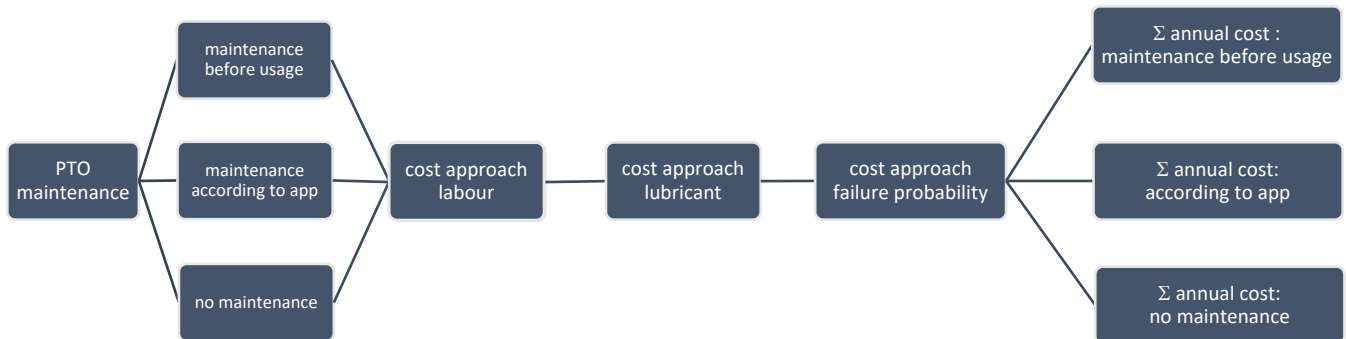 PTO
maintenance
maintenance
before usage
maintenance
according to app
no maintenance
cost approach
labour
cost approach
lubricant
cost approach
failure probability
Σ annual cost :
maintenance before usage
Σ annual cost:
according to app
Σ annual cost:
no maintenance